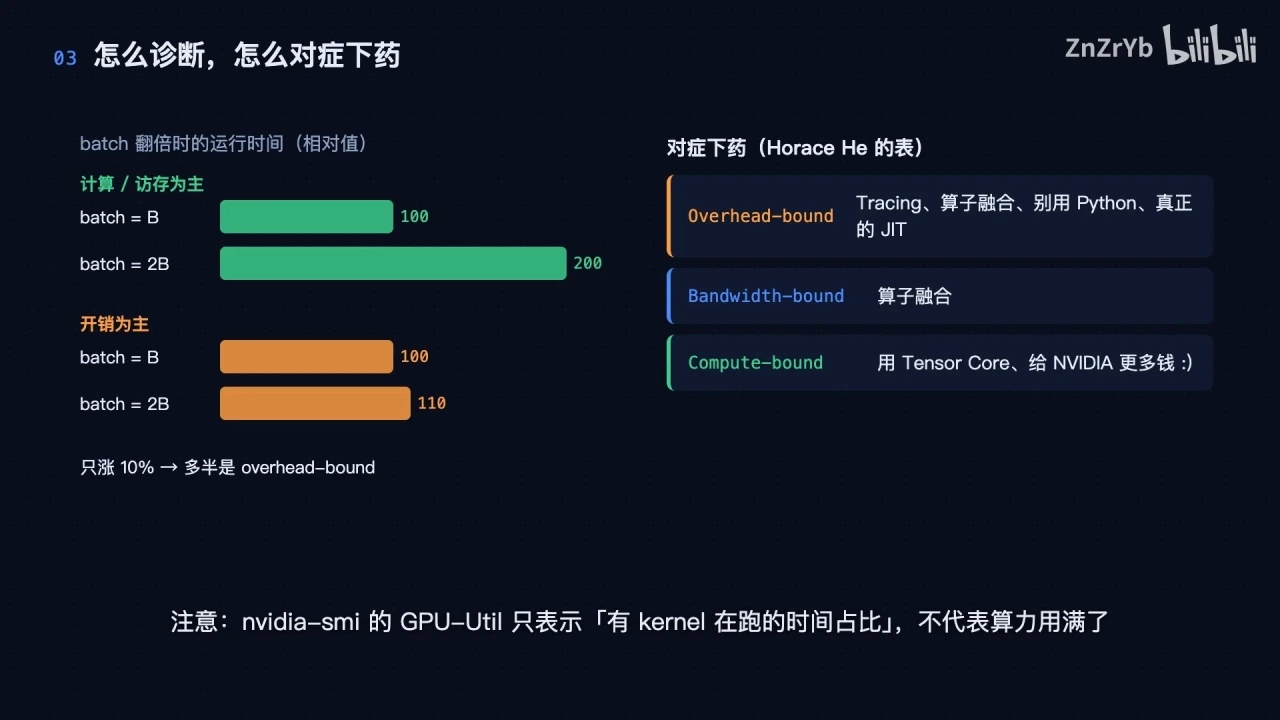 03 怎么诊断，怎么对症下药
ZnZrYb bilibili
batch 翻倍时的运行时间（相对值）
计算 / 访存为主
batch = B 100
batch = 2B 200
开销为主
batch = B 100
batch = 2B 110
只涨 10% → 多半是 overhead-bound
对症下药（Horace He 的表）
Overhead-bound Tracing、算子融合、别用 Python、真正
的 JIT
Bandwidth-bound 算子融合
Compute-bound 用 Tensor Core、给 NVIDIA 更多钱 :)
注意：nvidia-smi 的 GPU-Util 只表示「有 kernel 在跑的时间占比」，不代表算力用满了